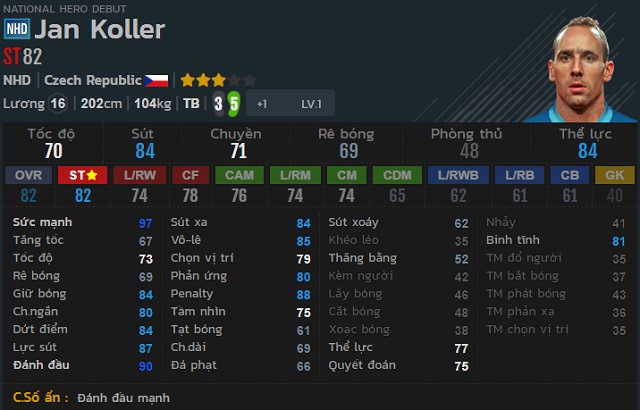 NATIONAL HERO DEBUT
NHD Jan Koller
ST 82
NHD | Czech Republic
Lương 16 | 202cm | 104kg | TB 3 5 +1 LV.1
Tốc độ Sút Chuyền Rê bóng Phòng thủ Thể lực
70 84 71 69 48 84
OVR ST L/RW CF CAM L/RM CM CDM L/RWB L/RB CB GK
82 82 74 78 76 74 74 65 62 61 61 40
Sức mạnh 97 Sút xa 84 Sút xoáy 62 Nhảy 41
Tăng tốc 67 Vô-lê 85 Khéo léo 35 Bình tĩnh 81
Tốc độ 73 Chọn vị trí 79 Thăng bằng 52 TM đổ người 35
Rê bóng 69 Phản ứng 80 Kèm người 42 TM bắt bóng 37
Giữ bóng 84 Penalty 88 Lấy bóng 46 TM phát bóng 43
Ch.ngắn 80 Tầm nhìn 75 Cắt bóng 48 TM phản xạ 36
Dứt điểm 84 Tạt bóng 61 Xoạc bóng 38 TM chọn vị trí 35
Lực sút 87 Ch.dài 69 Thể lực 77
Đánh đầu 90 Đá phạt 66 Quyết đoán 75
C.Số ẩn : Đánh đầu mạnh